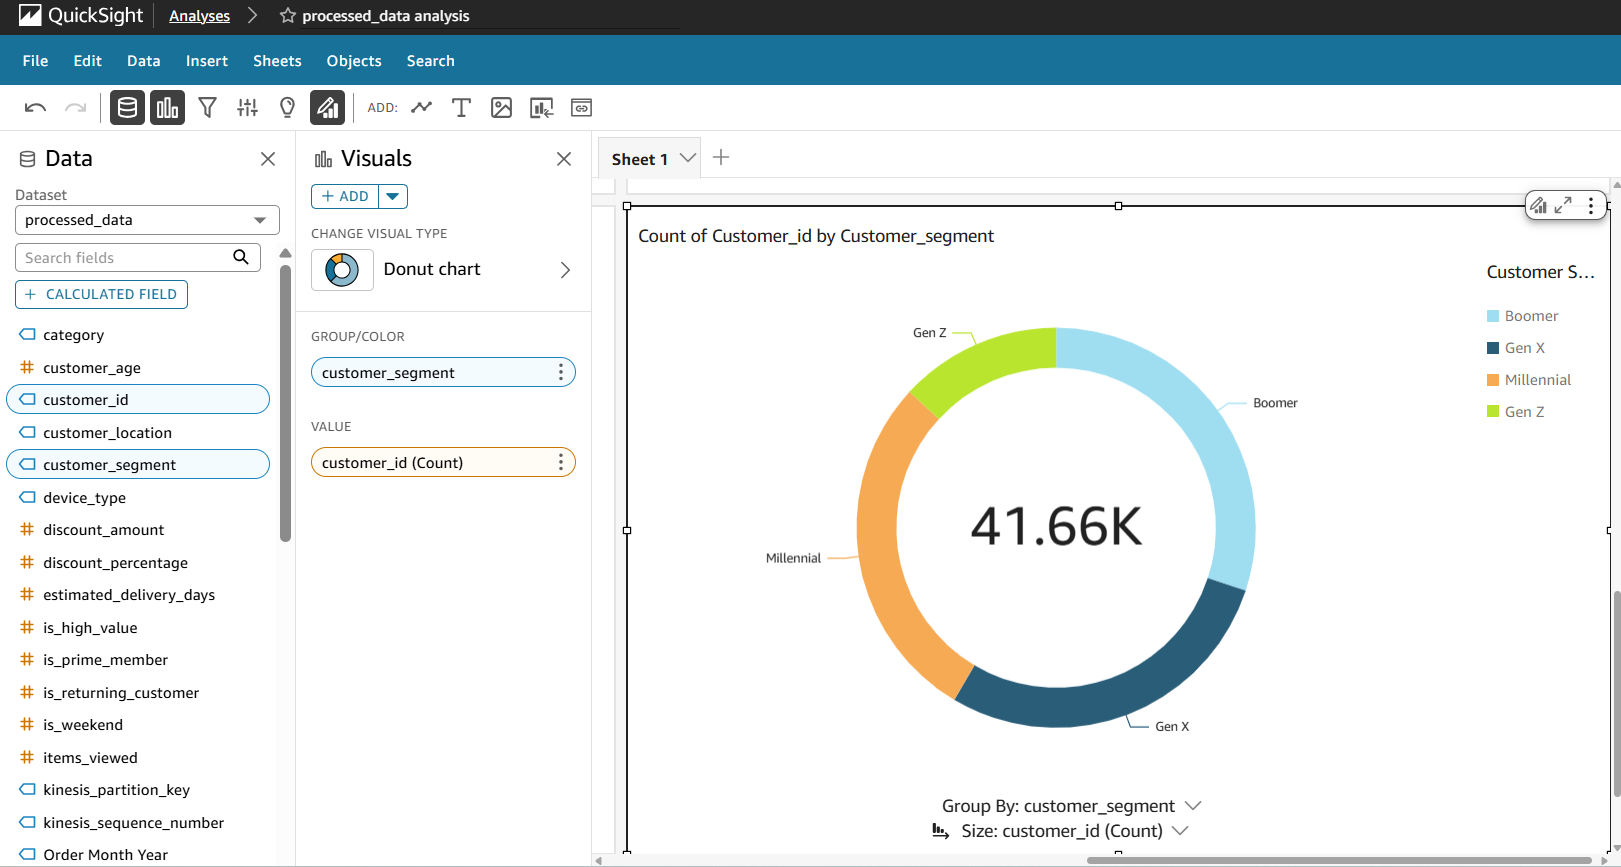 QuickSight Analyses processed_data analysis
File Edit Data Insert Sheets Objects Search
ADD:
Data
Dataset
processed_data
Search fields
CALCULATED FIELD
category
customer_age
customer_id
customer_location
customer_segment
device_type
discount_amount
discount_percentage
estimated_delivery_days
is_high_value
is_prime_member
is_returning_customer
is_weekend
items_viewed
kinesis_partition_key
kinesis_sequence_number
Order Month Year
Visuals
+ ADD
CHANGE VISUAL TYPE
Donut chart
GROUP/COLOR
customer_segment
VALUE
customer_id (Count)
Sheet 1
Count of Customer_id by Customer_segment
Customer S...
Boomer
Gen X
Millennial
Gen Z
Gen Z
Boomer
41.66K
Millennial
Gen X
Group By: customer_segment
Size: customer_id (Count)